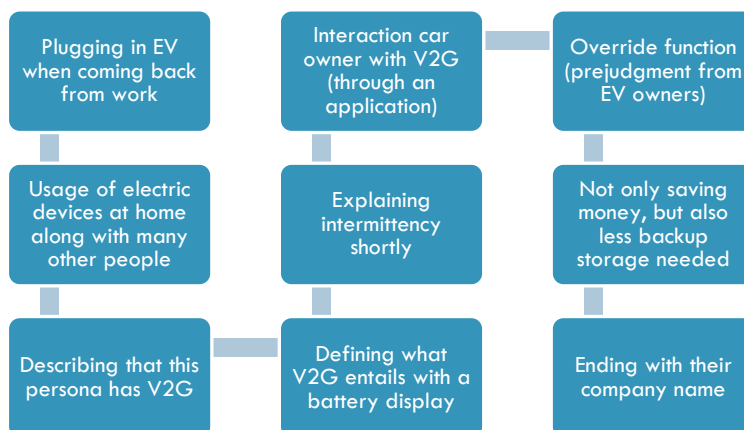 Plugging in EV
when coming back
from work
Usage of electric
devices at home
along with many
other people
Describing that this
persona has V2G
Defining what
V2G entails with a
battery display
Explaining
intermittency
shortly
Interaction car
owner with V2G
(through an
application)
Override function
(prejudgment from
EV owners)
Not only saving
money, but also
less backup
storage needed
Ending with their
company name